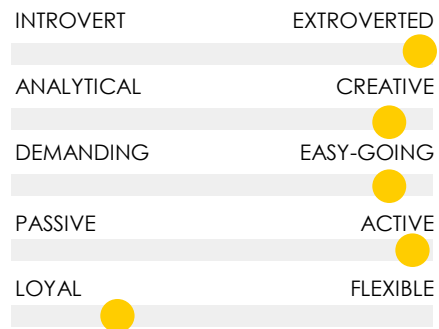 INTROVERT EXTROVERTED
ANALYTICAL CREATIVE
DEMANDING EASY-GOING
PASSIVE ACTIVE
LOYAL FLEXIBLE